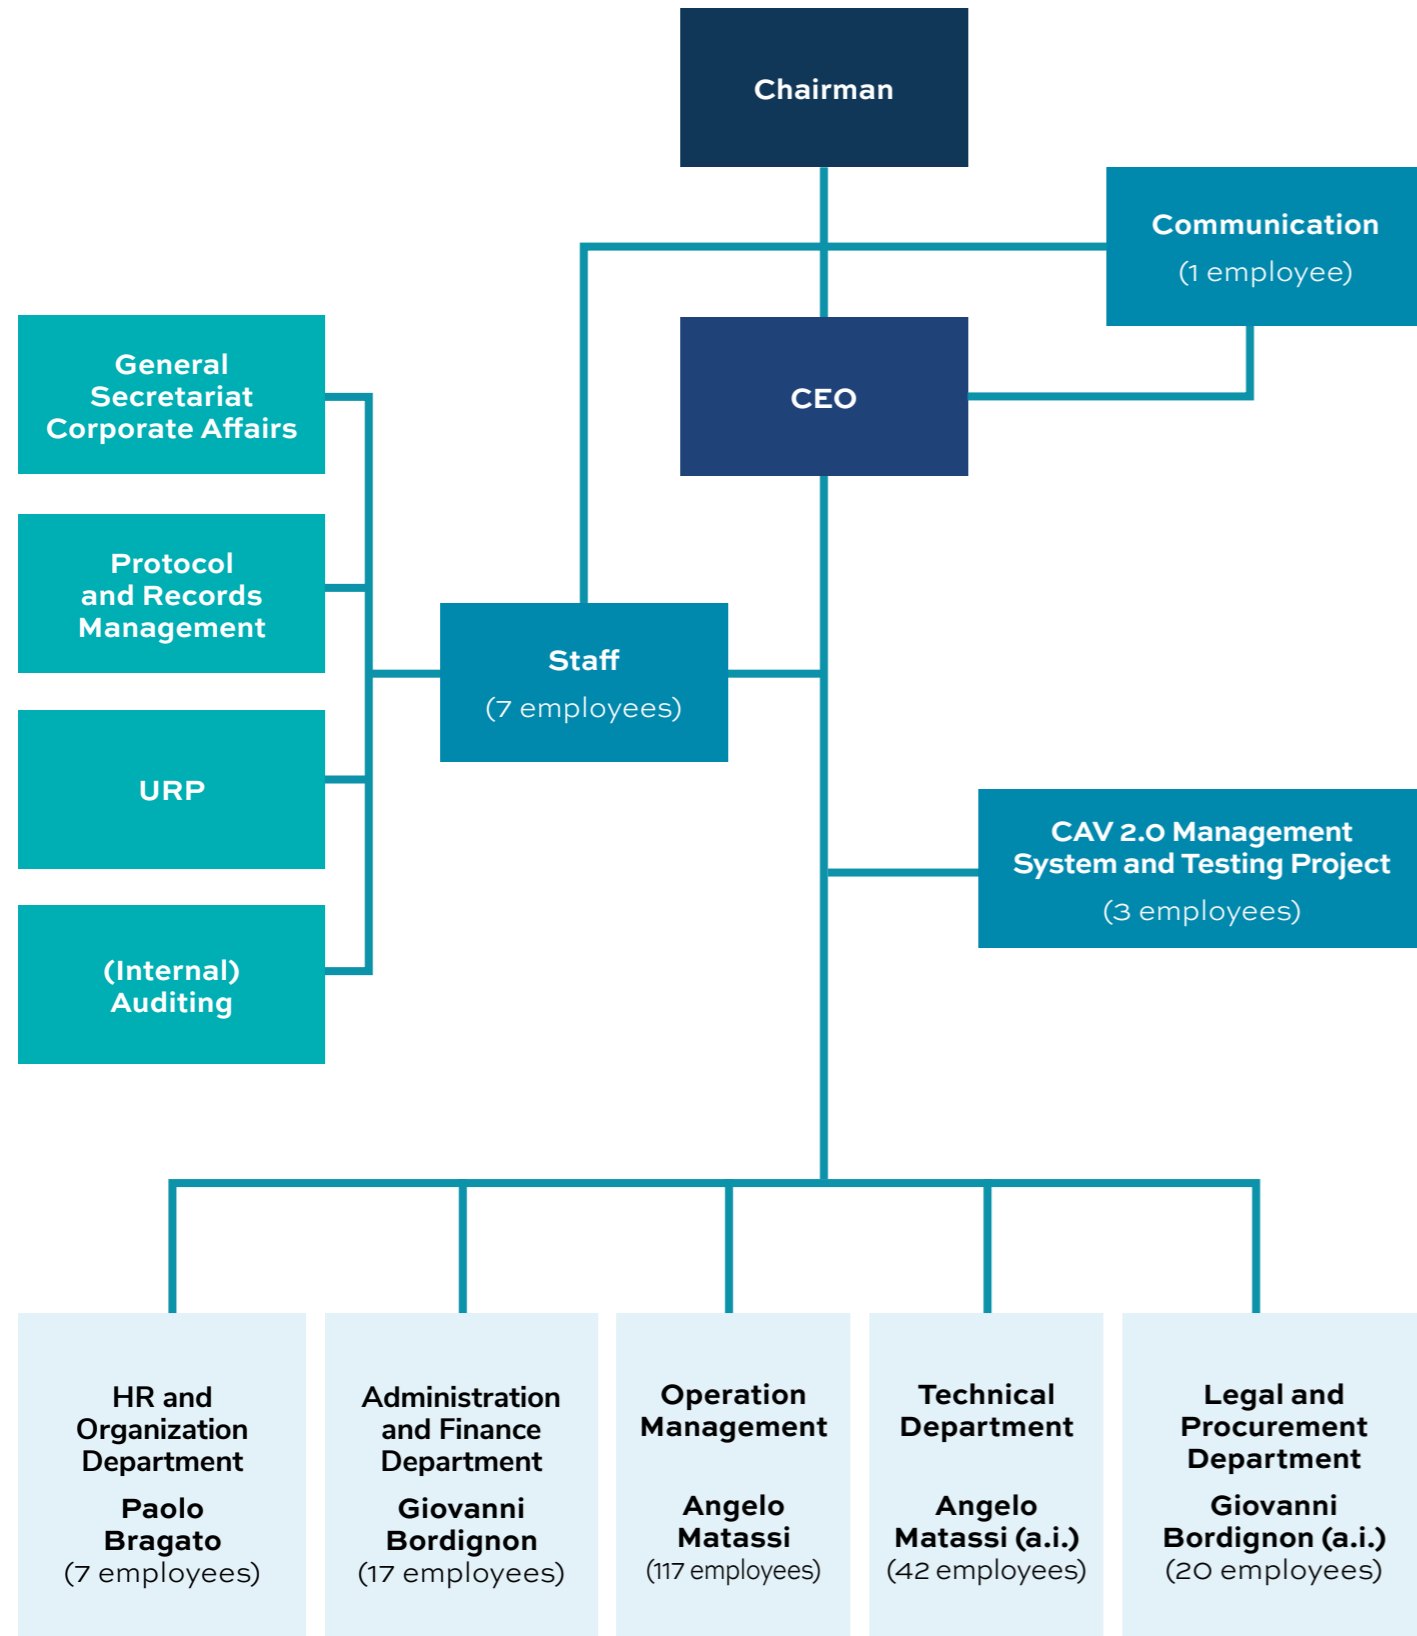 Chairman
Communication
(1 employee)
CEO
General
Secretariat
Corporate Affairs
Protocol
and Records
Management
URP
(Internal)
Auditing
Staff
(7 employees)
CAV 2.0 Management
System and Testing Project
(3 employees)
HR and
Organization
Department
Paolo
Bragato
(7 employees)
Administration
and Finance
Department
Giovanni
Bordignon
(17 employees)
Operation
Management
Angelo
Matassi
(117 employees)
Technical
Department
Angelo
Matassi (a.i.)
(42 employees)
Legal and
Procurement
Department
Giovanni
Bordignon (a.i.)
(20 employees)